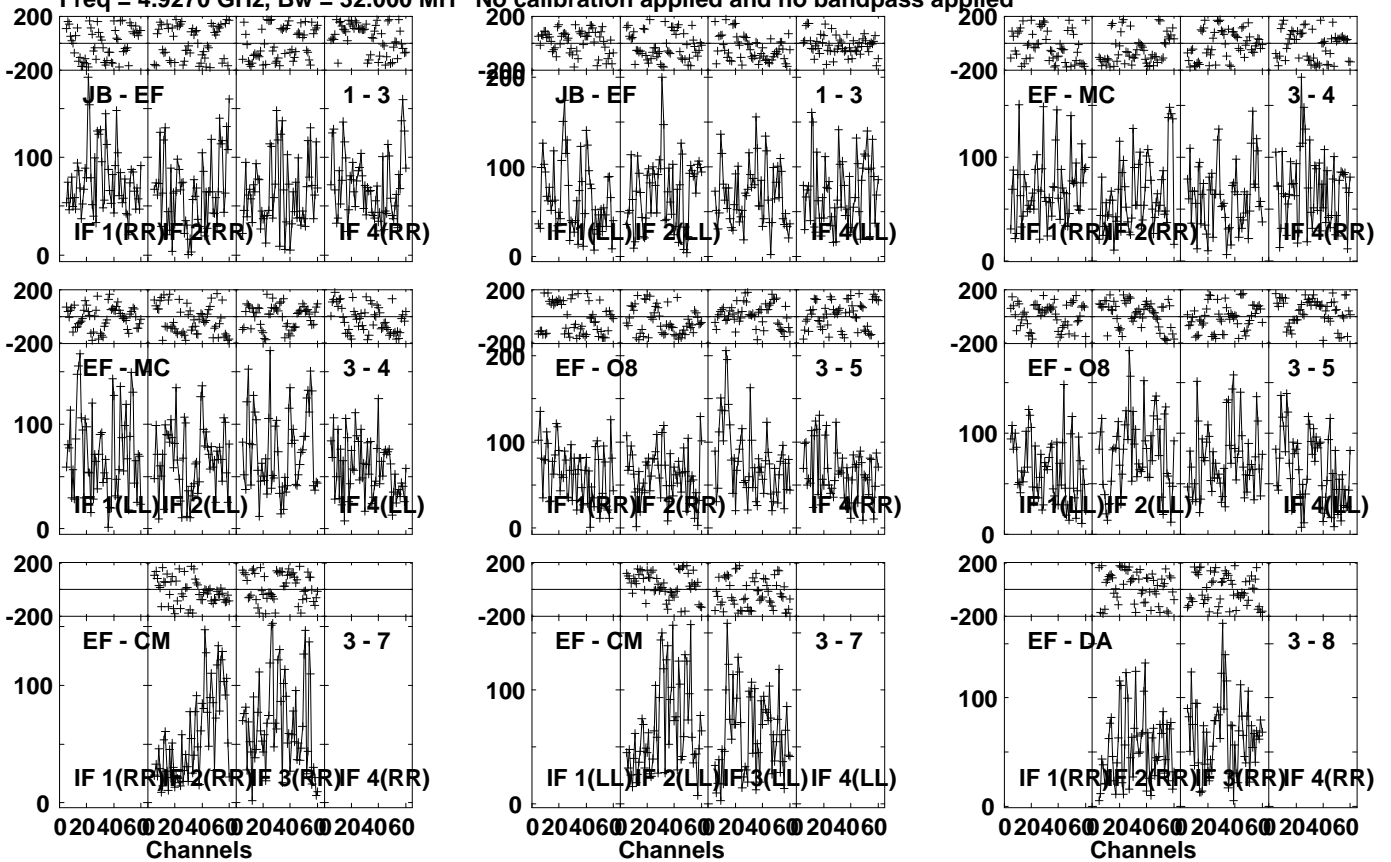 Freq = 4.9270 GHz, Bw = 32.000 MH No calibration applied and no bandpass applied
200 200 200
-200 -200 -200
200
JB - EF 1 - 3 JB - EF 1 - 3 EF - MC 3 - 4
100 100 100
IF 1(RR) IF 2(RR) IF 4(RR) IF 1(LL) IF 2(LL) IF 4(LL) IF 1(RR) IF 2(RR) IF 4(RR)
0 0 0
200 200 200
-200 -200 -200
200
EF - MC 3 - 4 EF - O8 3 - 5 EF - O8 3 - 5
100 100 100
IF 1(LL) IF 2(LL) IF 4(LL) IF 1(RR) IF 2(RR) IF 4(RR) IF 1(LL) IF 2(LL) IF 4(LL)
0 0 0
200 200 200
-200 -200 -200
EF - CM 3 - 7 EF - CM 3 - 7 EF - DA 3 - 8
100 100 100
IF 1(RR) IF 2(RR) IF 3(RR) IF 4(RR) IF 1(LL) IF 2(LL) IF 3(LL) IF 4(LL) IF 1(RR) IF 2(RR) IF 3(RR) IF 4(RR)
0 0 0
0 20 40 60 0 20 40 60 0 20 40 60 0 20 40 60 0 20 40 60 0 20 40 60 0 20 40 60 0 20 40 60 0 20 40 60 0 20 40 60 0 20 40 60 0 20 40 60
Channels Channels Channels